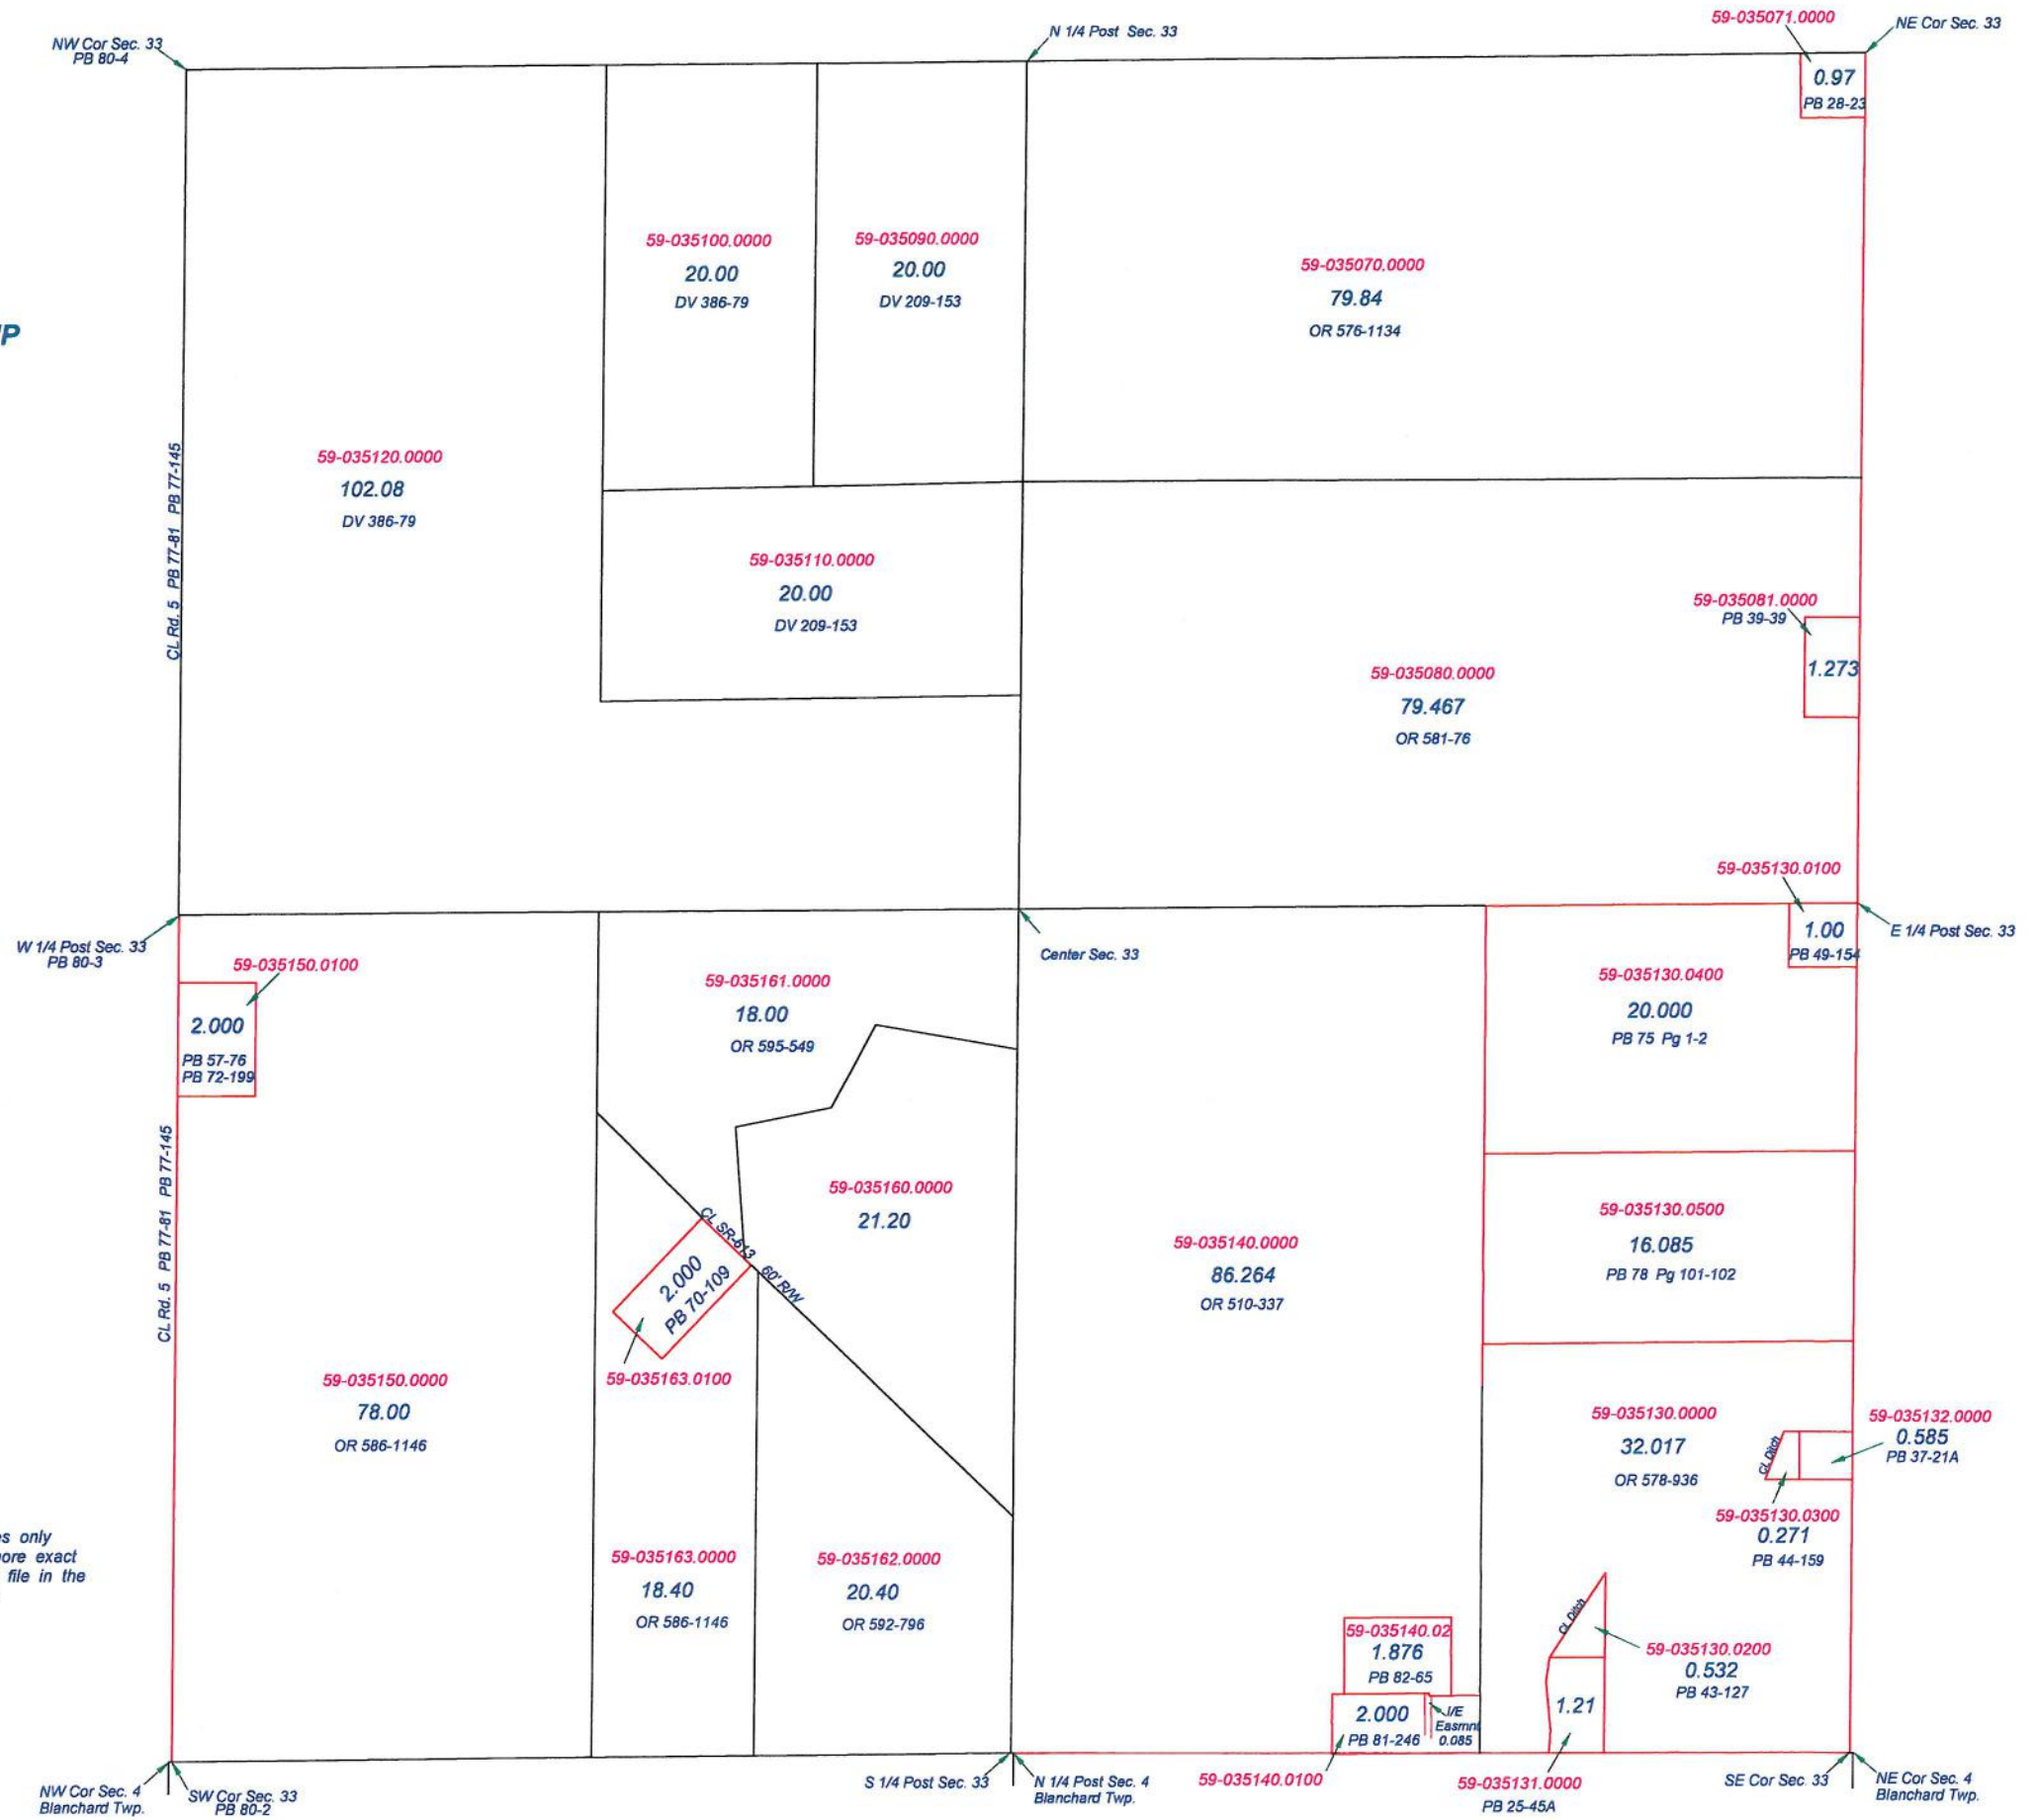 59-035071.0000
NE Cor Sec. 33
N 1/4 Post Sec. 33
NW Cor Sec. 33
PB 80-4
0.97
PB 28-23
59-035100.0000
20.00
DV 386-79
59-035090.0000
20.00
DV 209-153
59-035070.0000
79.84
OR 576-1134
P
59-035120.0000
102.08
DV 386-79
CL Rd. 5 PB 77-81 PB 77-145
59-035110.0000
20.00
DV 209-153
59-035081.0000
PB 39-39
1.273
59-035080.0000
79.467
OR 581-76
59-035130.0100
1.00
PB 49-154
E 1/4 Post Sec. 33
W 1/4 Post Sec. 33
PB 80-3
Center Sec. 33
59-035150.0100
2.000
PB 57-76
PB 72-199
59-035161.0000
18.00
OR 595-549
59-035130.0400
20.000
PB 75 Pg 1-2
CL Rd. 5 PB 77-81 PB 77-145
59-035160.0000
21.20
CL SR-613 60' R/W
2.000
PB 70-109
59-035163.0100
59-035140.0000
86.264
OR 510-337
59-035130.0500
16.085
PB 78 Pg 101-102
59-035150.0000
78.00
OR 586-1146
59-035130.0000
32.017
OR 578-936
CL Ditch
59-035132.0000
0.585
PB 37-21A
59-035130.0300
0.271
PB 44-159
es only
nore exact
file in the
59-035163.0000
18.40
OR 586-1146
59-035162.0000
20.40
OR 592-796
59-035140.02
1.876
PB 82-65
CL Ditch
59-035130.0200
0.532
PB 43-127
2.000
PB 81-246
I/E
Easmnt
0.085
1.21
NW Cor Sec. 4
Blanchard Twp.
SW Cor Sec. 33
PB 80-2
S 1/4 Post Sec. 33
N 1/4 Post Sec. 4
Blanchard Twp.
59-035140.0100
59-035131.0000
PB 25-45A
SE Cor Sec. 33
NE Cor Sec. 4
Blanchard Twp.